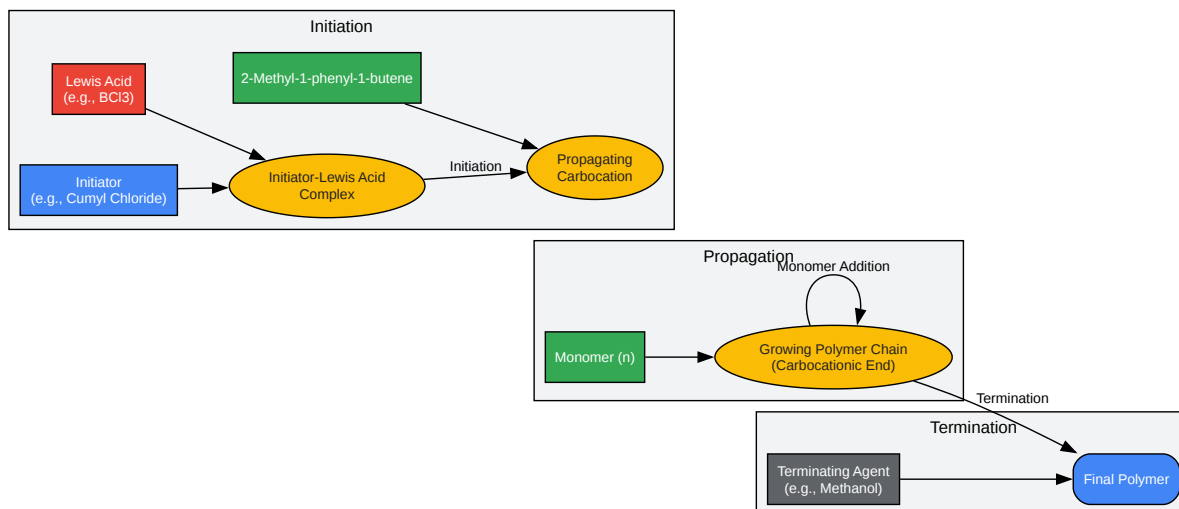 Initiation
Lewis Acid
(e.g., BCl3)
2-Methyl-1-phenyl-1-butene
Initiator
(e.g., Cumyl Chloride)
Initiator-Lewis Acid
Complex
Initiation
Propagating
Carbocation
Propagation
Monomer Addition
Monomer (n)
Growing Polymer Chain
(Carbocationic End)
Termination
Termination
Terminating Agent
(e.g., Methanol)
Final Polymer